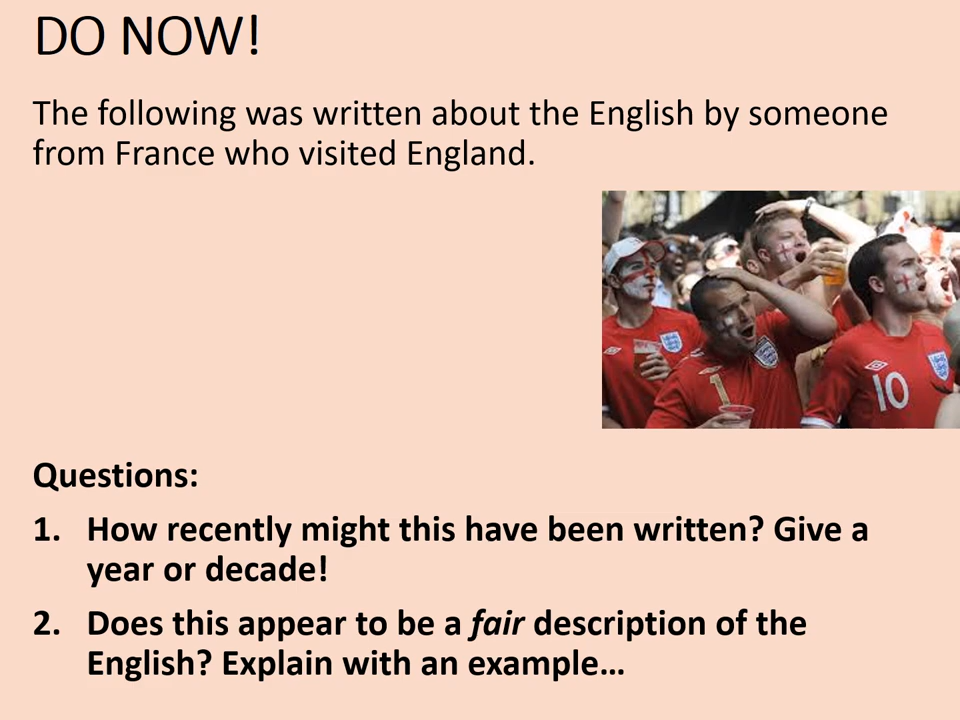 DO NOW!
The following was written about the English by someone
from France who visited England.
1
10
Questions:
1. How recently might this have been written? Give a
year or decade!
2. Does this appear to be a fair description of the
English? Explain with an example…